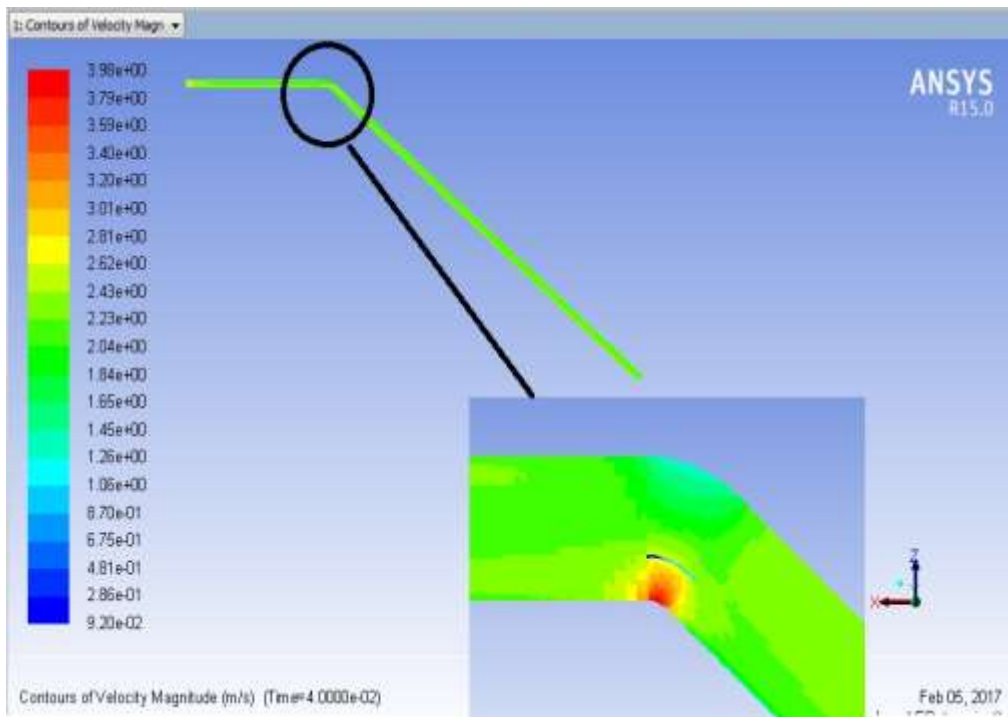 1: Contours of Velocity Magn
3.98e+00
3.79e+00
3.59e+00
3.40e+00
3.20e+00
3.01e+00
2.81e+00
2.62e+00
2.43e+00
2.23e+00
2.04e+00
1.84e+00
1.65e+00
1.45e+00
1.26e+00
1.06e+00
8.70e-01
6.75e-01
4.81e-01
2.86e-01
9.20e-02
ANSYS
R15.0
Z
X
Contours of Velocity Magnitude (m/s) (Time=4.0000e-02)
Feb 05, 2017